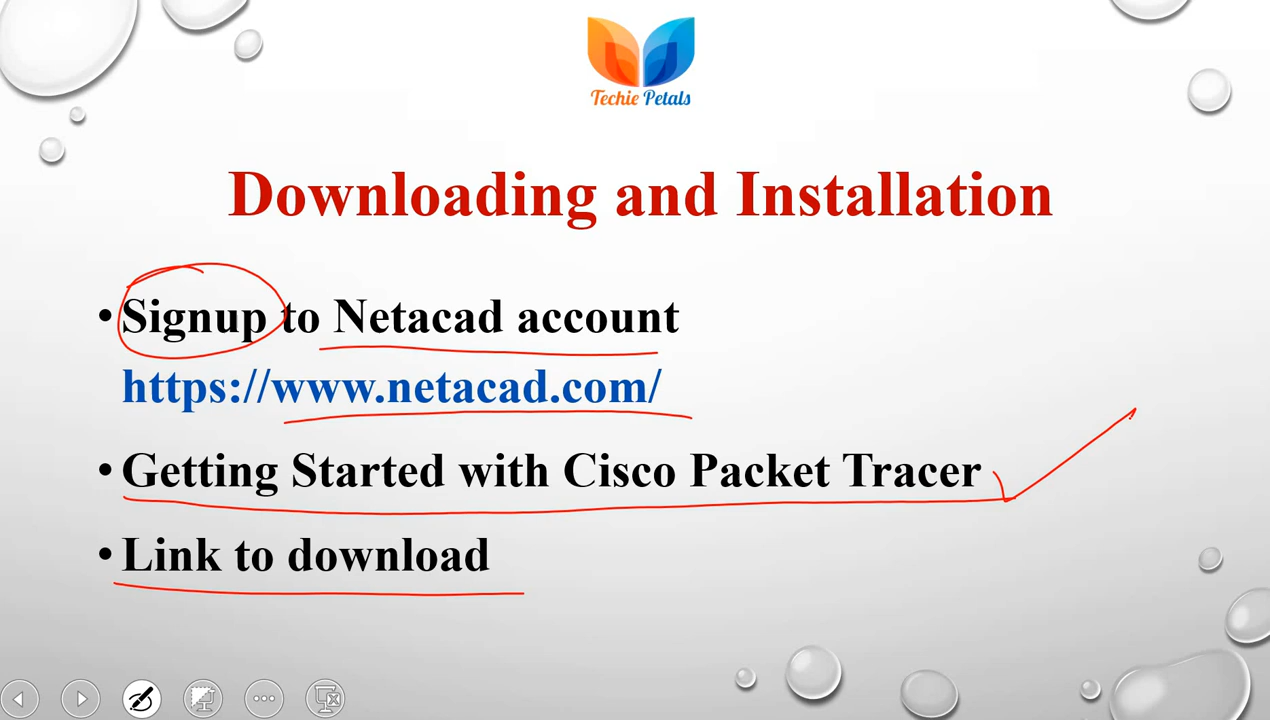 Techie Petals
Downloading and Installation
• Signup to Netacad account
https://www.netacad.com/
• Getting Started with Cisco Packet Tracer
• Link to download